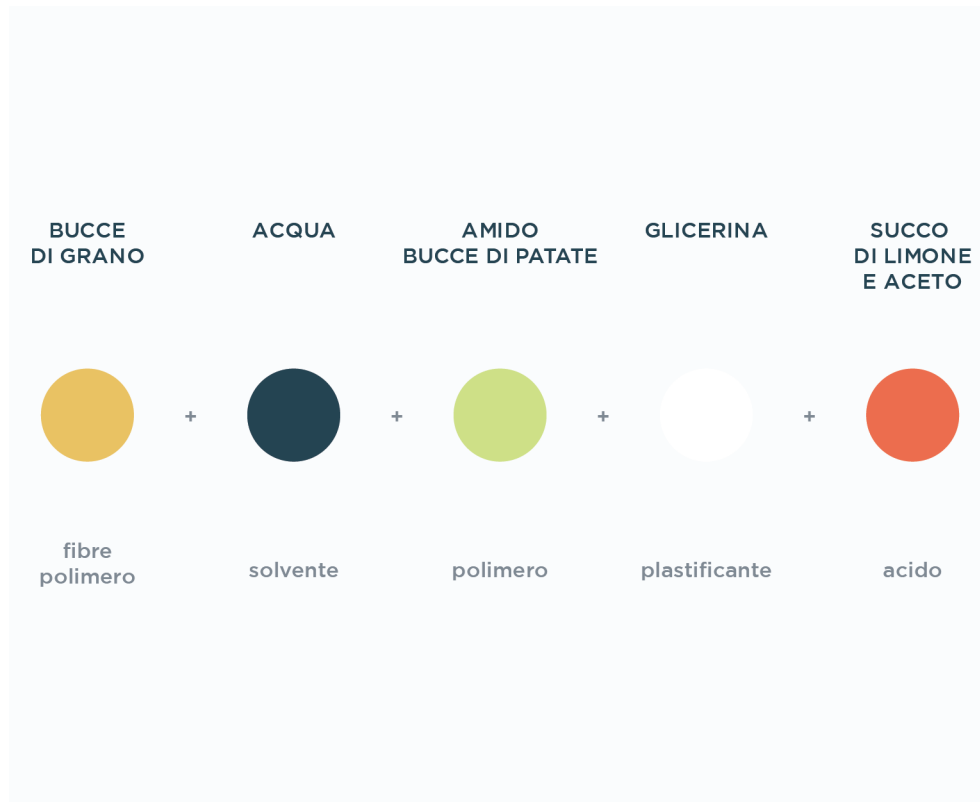 BUCCE
DI GRANO
ACQUA
AMIDO
BUCCE DI PATATE
GLICERINA
SUCCO
DI LIMONE
E ACETO
+
+
+
+
fibre
polimero
solvente
polimero
plastificante
acido